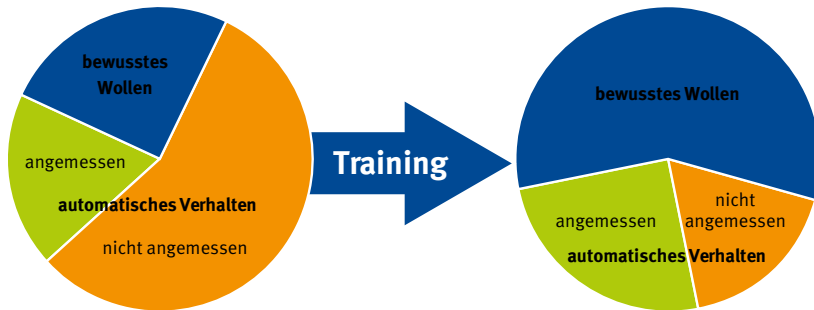 bewusstes
Wollen
angemessen
automatisches Verhalten
nicht angemessen
Training
bewusstes Wollen
angemessen
nicht
angemessen
automatisches Verhalten